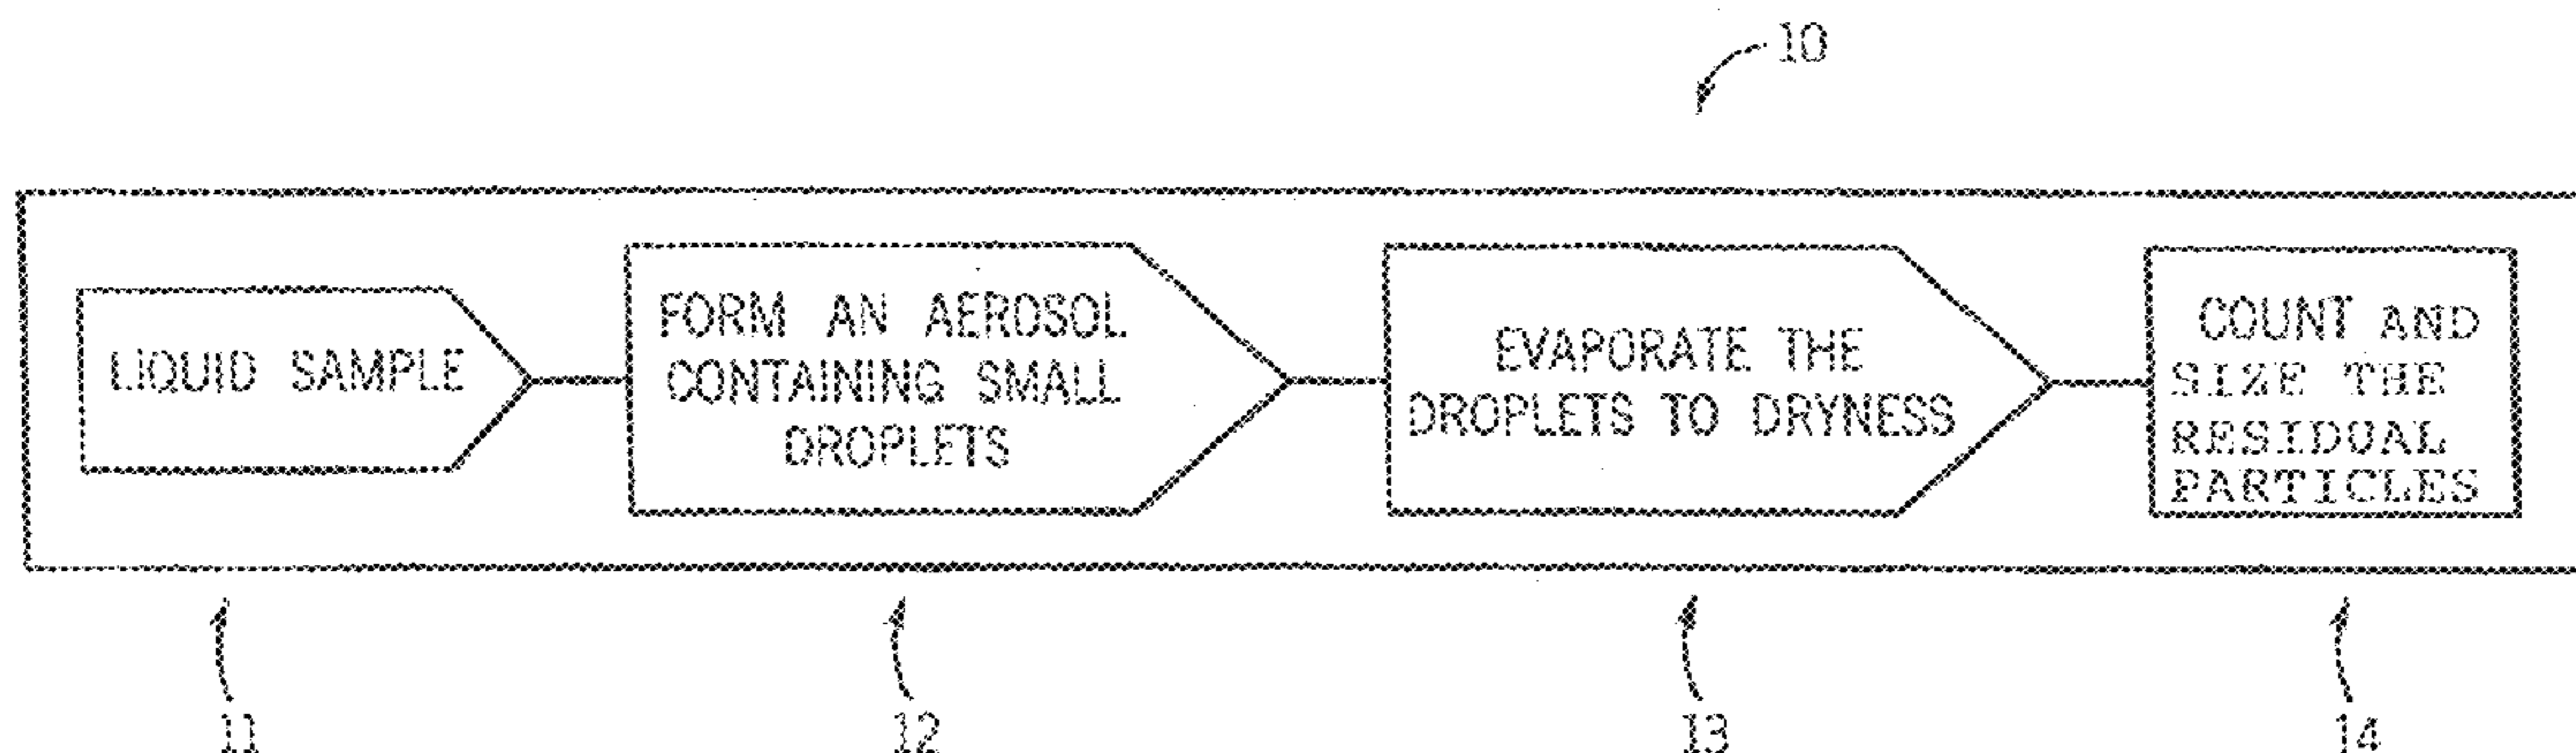 10
LIQUID SAMPLE
FORM AN AEROSOL
CONTAINING SMALL
DROPLETS
EVAPORATE THE
DROPLETS TO DRYNESS
COUNT AND
SIZE THE
RESIDUAL
PARTICLES
11
12
13
14